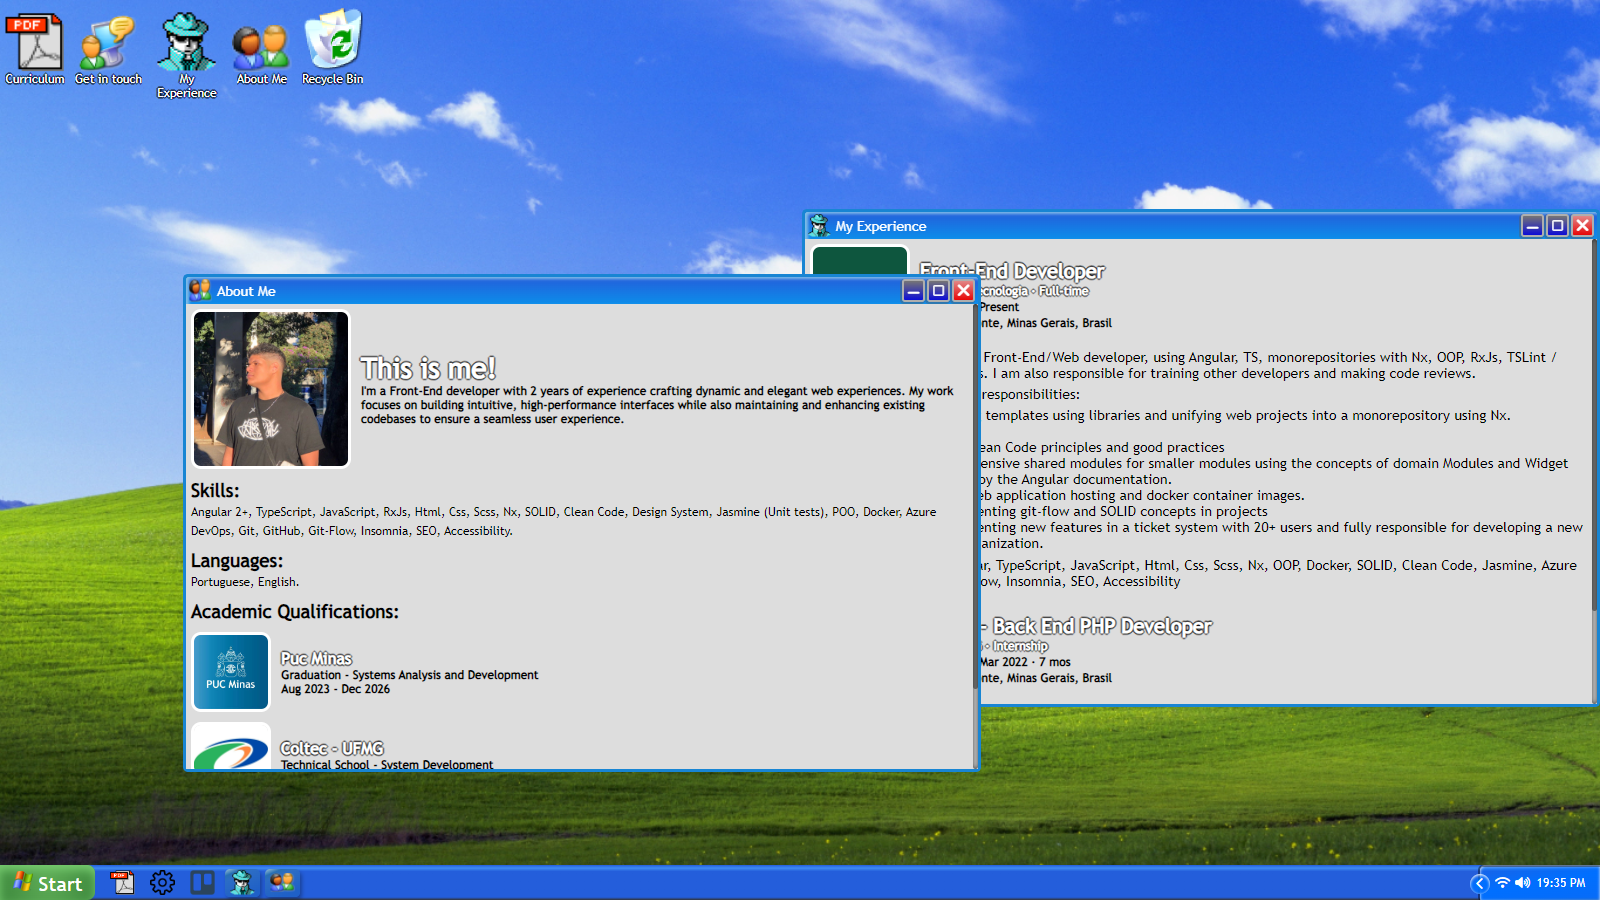 PDF
Curriculum
Get in touch
My
Experience
About Me
Recycle Bin
My Experience
Front-End Developer
· Full-time
Present
Minas Gerais, Brasil
Front-End/Web developer, using Angular, TS, monorepositories with Nx, OOP, RxJs, TSLint /
I am also responsible for training other developers and making code reviews.
responsibilities:
templates using libraries and unifying web projects into a monorepository using Nx.
Code principles and good practices
shared modules for smaller modules using the concepts of domain Modules and Widget
by the Angular documentation.
application hosting and docker container images.
git-flow and SOLID concepts in projects
new features in a ticket system with 20+ users and fully responsible for developing a new
TypeScript, JavaScript, Html, Css, Scss, Nx, OOP, Docker, SOLID, Clean Code, Jasmine, Azure
Insomnia, SEO, Accessibility
- Back End PHP Developer
· Internship
Mar 2022 · 7 mos
Minas Gerais, Brasil
About Me
This is me!
I'm a Front-End developer with 2 years of experience crafting dynamic and elegant web experiences. My work
focuses on building intuitive, high-performance interfaces while also maintaining and enhancing existing
codebases to ensure a seamless user experience.
Skills:
Angular 2+, TypeScript, JavaScript, RxJs, Html, Css, Scss, Nx, SOLID, Clean Code, Design System, Jasmine (Unit tests), POO, Docker, Azure
DevOps, Git, GitHub, Git-Flow, Insomnia, SEO, Accessibility.
Languages:
Portuguese, English.
Academic Qualifications:
PUC Minas
Puc Minas
Graduation - Systems Analysis and Development
Aug 2023 - Dec 2026
Coltec - UFMG
Technical School - System Development
Start
PDF
19:35 PM